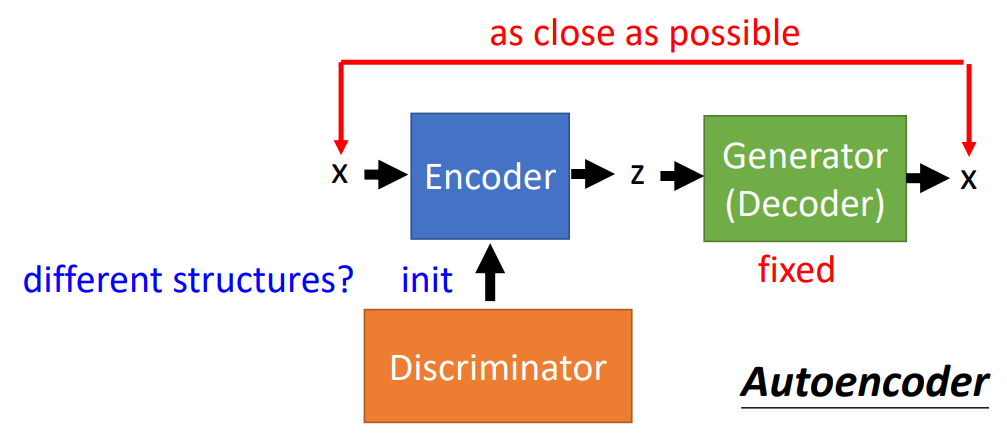 as close as possible
x
Encoder
z
Generator
(Decoder)
x
different structures?
init
fixed
Discriminator
Autoencoder